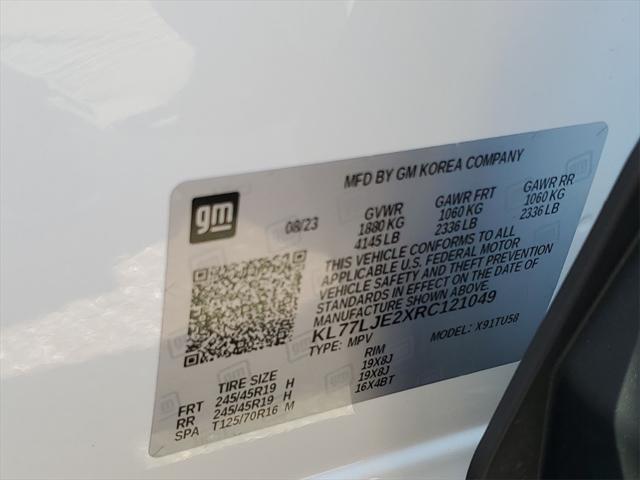 MFD BY GM KOREA COMPANY
gm
08/23
GVWR GAWR FRT GAWR RR
1880 KG 1060 KG 1060 KG
4145 LB 2336 LB 2336 LB
THIS VEHICLE CONFORMS TO ALL
APPLICABLE U.S. FEDERAL MOTOR
VEHICLE SAFETY AND THEFT PREVENTION
STANDARDS IN EFFECT ON THE DATE OF
MANUFACTURE SHOWN ABOVE.
KL77LJE2XRC121049
TYPE: MPV MODEL: X91TU58
TIRE SIZE RIM
FRT 245/45R19 H 19X8J
RR 245/45R19 H 19X8J
SPA T125/70R16 M 16X4BT